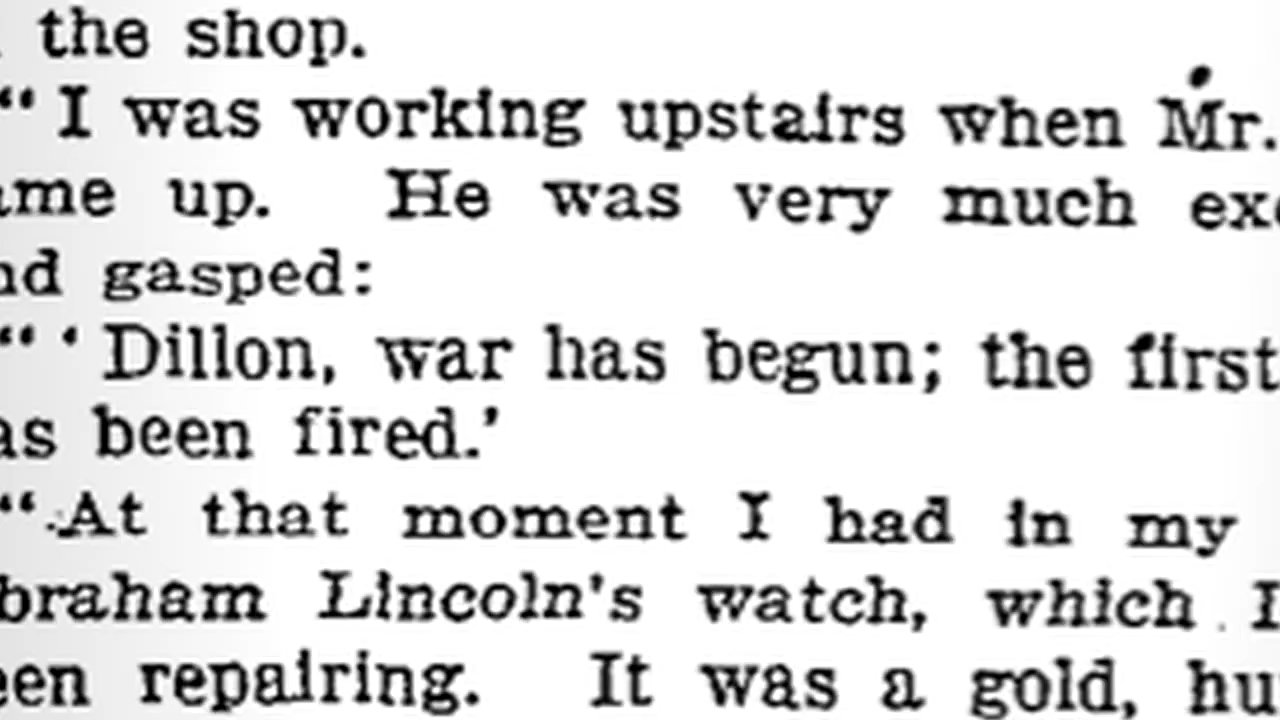 the shop.
“ I was working upstairs when Mr.
ame up. He was very much exc
nd gasped:
“ ‘ Dillon, war has begun; the first
as been fired.’
“ At that moment I had in my
braham Lincoln's watch, which I
een repairing. It was a gold, hu